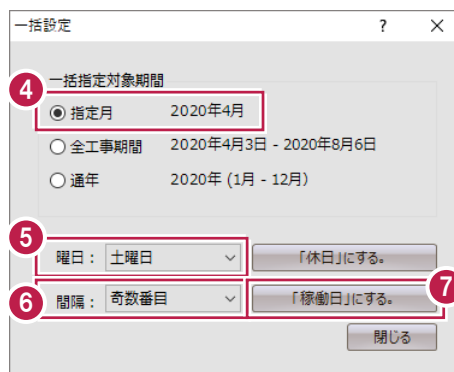 一括設定 ? ×
一括指定対象期間
4
指定月 2020年4月
全工事期間 2020年4月3日 - 2020年8月6日
通年 2020年 (1月 - 12月)
5
曜日： 土曜日 「休日」にする。
6 間隔： 奇数番目 「稼働日」にする。 7
閉じる